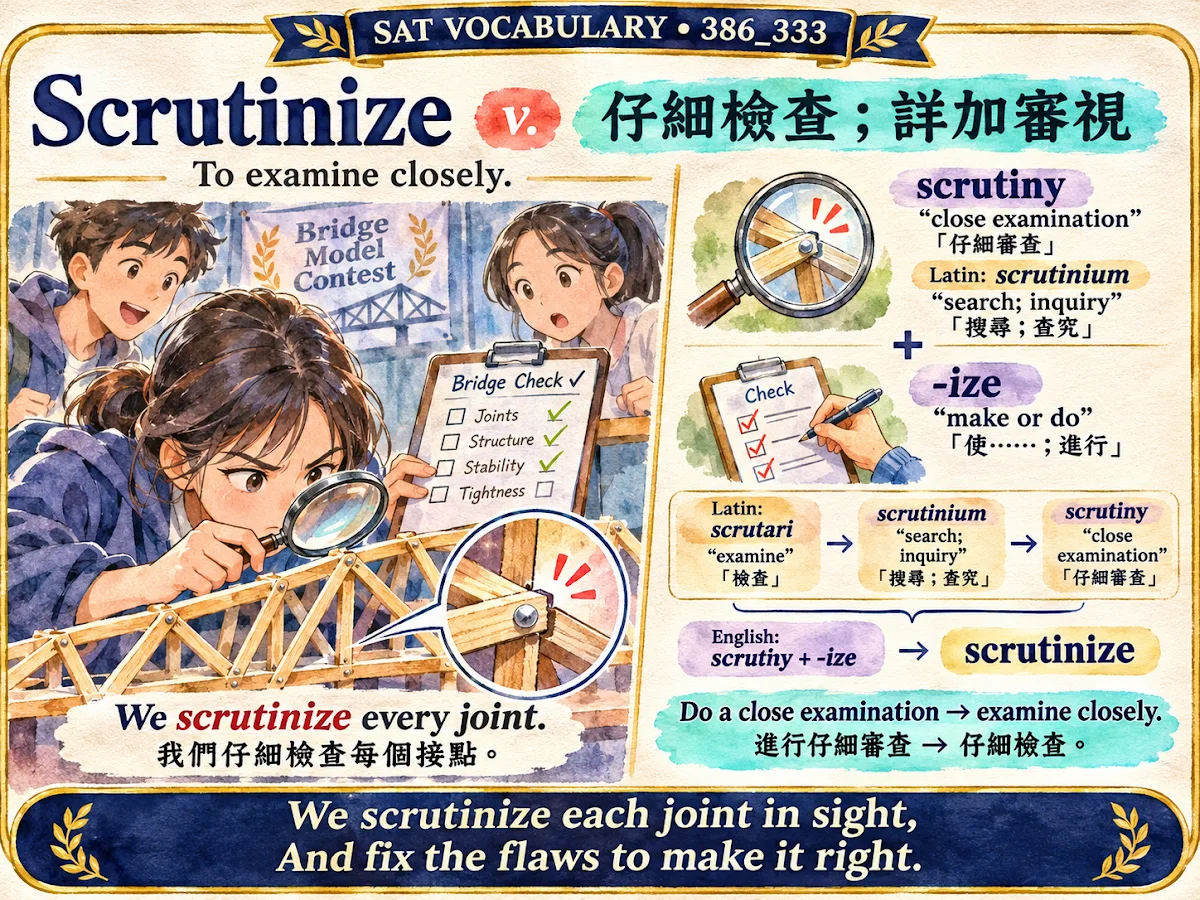 SAT VOCABULARY • 386_333
Scrutinize v. 仔細檢查；詳加審視
To examine closely.
Bridge
Model
Contest
Bridge Check ✓
Joints ✓
Structure ✓
Stability ✓
Tightness
We scrutinize every joint.
我們仔細檢查每個接點。
scrutiny
“close examination”
「仔細審查」
Latin: scrutinium
“search; inquiry”
「搜尋；查究」
+
Check
-ize
“make or do”
「使⋯⋯；進行」
Latin:
scrutari
“examine”
「檢查」
→
scrutinium
“search;
inquiry”
「搜尋；查究」
→
scrutiny
“close
examination”
「仔細審查」
English:
scrutiny + -ize → scrutinize
Do a close examination → examine closely.
進行仔細審查 → 仔細檢查。
We scrutinize each joint in sight,
And fix the flaws to make it right.